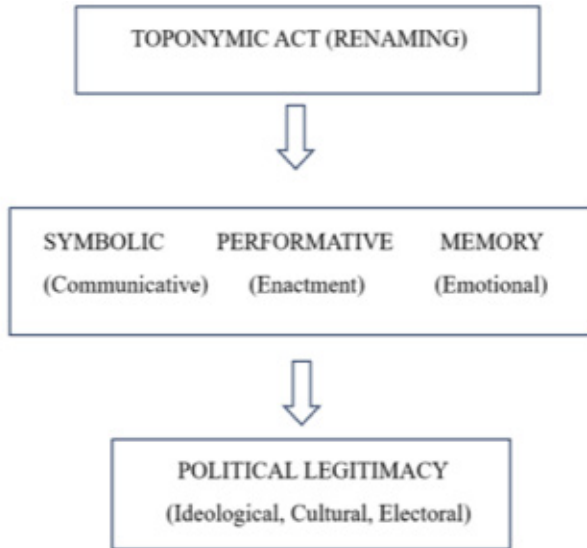 TOPONYMIC ACT (RENAMING)
SYMBOLIC PERFORMATIVE MEMORY
(Communicative) (Enactment) (Emotional)
POLITICAL LEGITIMACY
(Ideological, Cultural, Electoral)